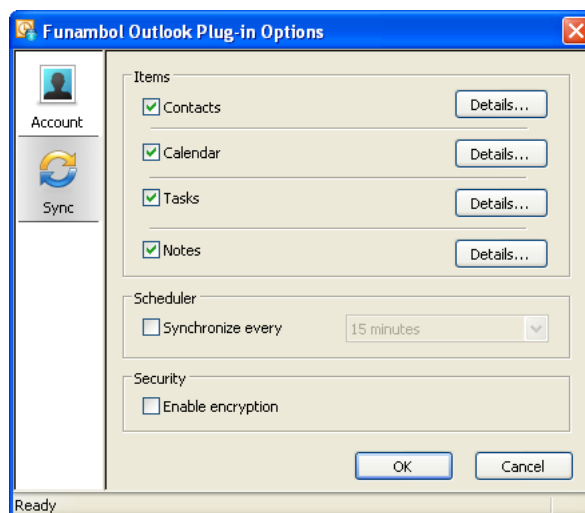 Funambol Outlook Plug-in Options
Account
Sync
Items
Contacts
Details...
Calendar
Details...
Tasks
Details...
Notes
Details...
Scheduler
Synchronize every
15 minutes
Security
Enable encryption
OK
Cancel
Ready